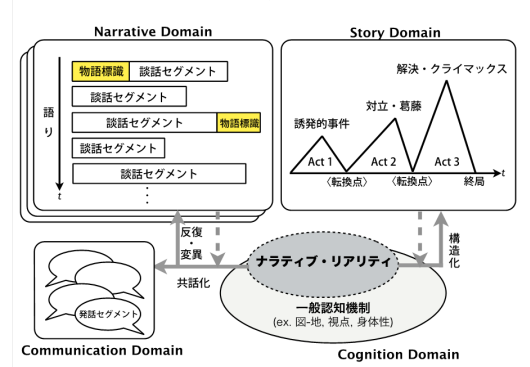 Narrative Domain
物語標識 談話セグメント
談話セグメント
談話セグメント 物語標識
談話セグメント
談話セグメント
⋮
語り
t
Story Domain
解決・クライマックス
対立・葛藤
誘発的事件
Act 1 Act 2 Act 3
t
〈転換点〉 〈転換点〉 終局
反復・
変異
共話化
構造化
発話セグメント
Communication Domain
ナラティブ・リアリティ
一般認知機制
(ex. 図-地, 視点, 身体性)
Cognition Domain